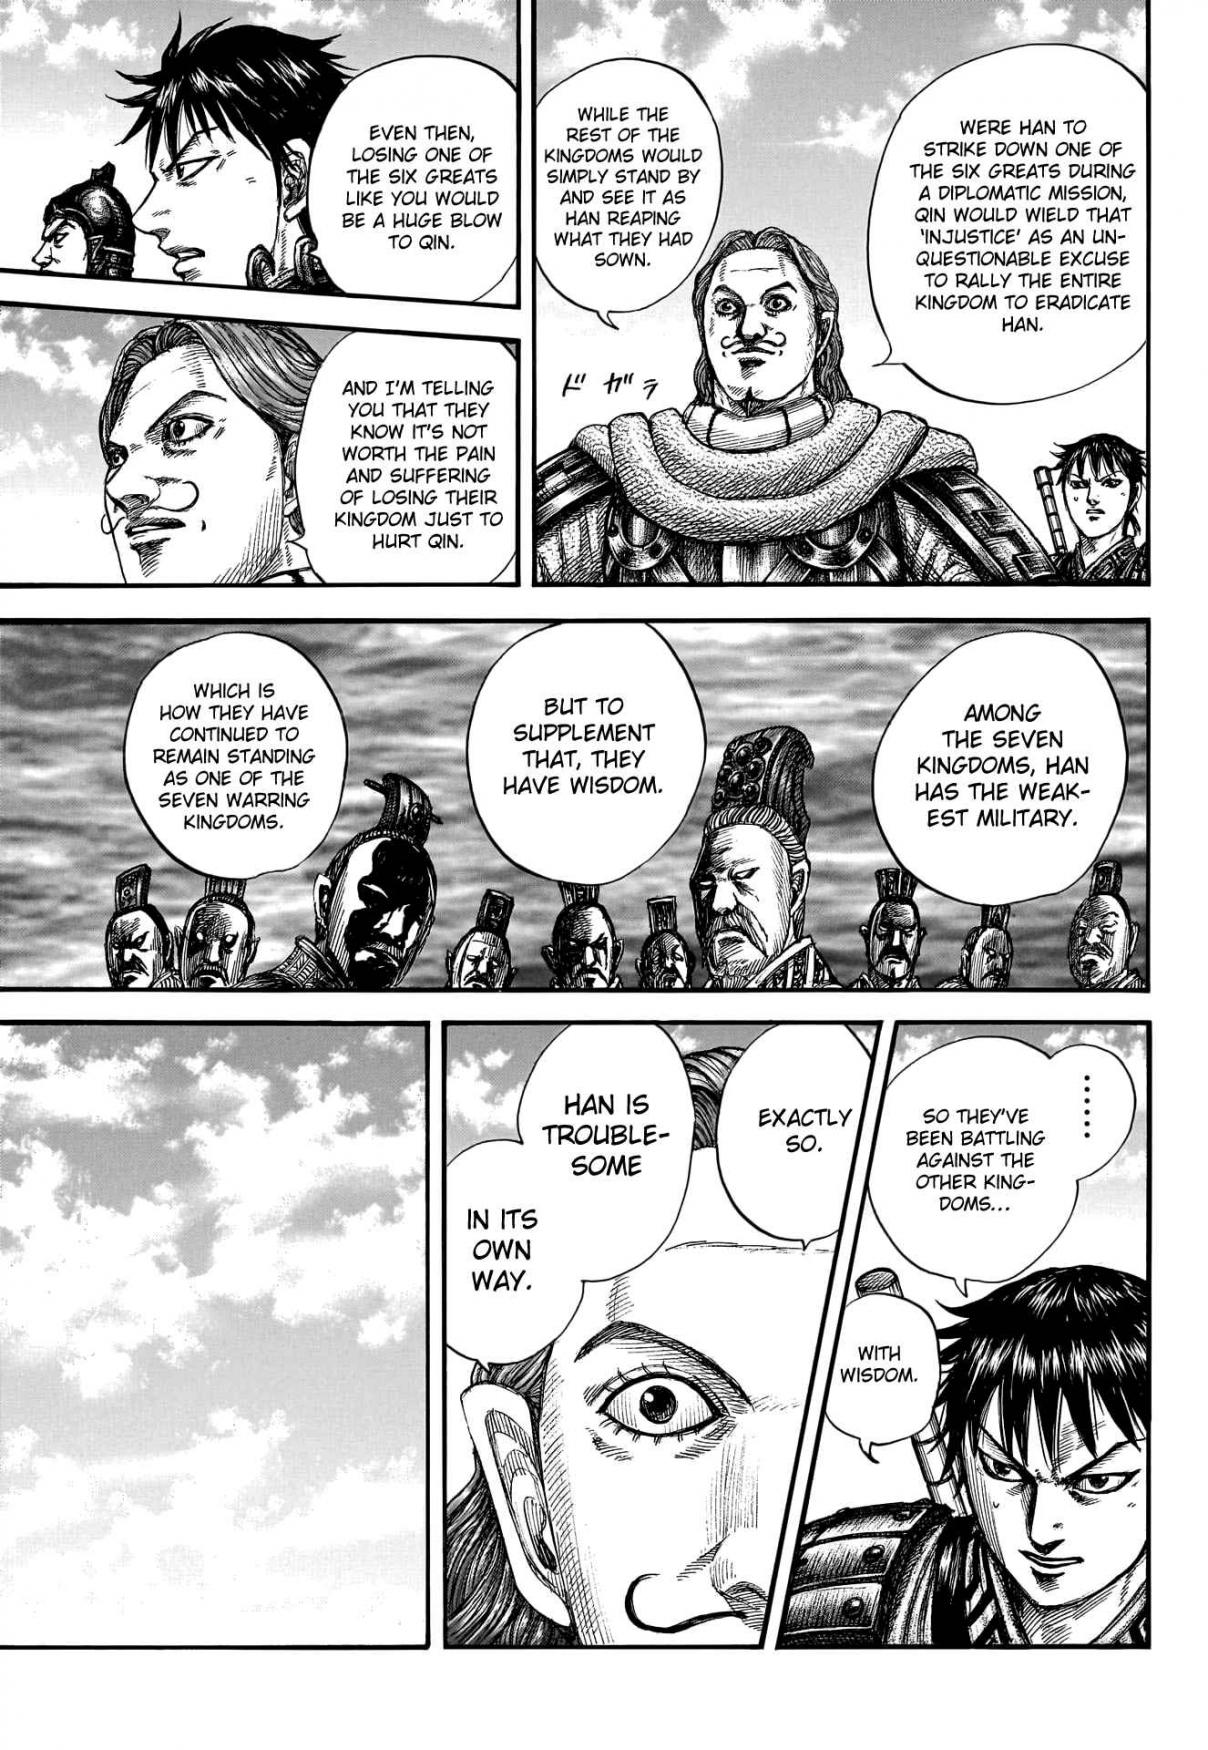 WERE HAN TO
STRIKE DOWN ONE OF
THE SIX GREATS DURING
A DIPLOMATIC MISSION,
QIN WOULD WIELD THAT
'INJUSTICE' AS AN UN-
QUESTIONABLE EXCUSE
TO RALLY THE ENTIRE
KINGDOM TO ERADICATE
HAN.
WHILE THE
REST OF THE
KINGDOMS WOULD
SIMPLY STAND BY
AND SEE IT AS
HAN REAPING
WHAT THEY HAD
SOWN.
ドガラ
EVEN THEN,
LOSING ONE OF
THE SIX GREATS
LIKE YOU WOULD
BE A HUGE BLOW
TO QIN.
AND I'M TELLING
YOU THAT THEY
KNOW IT'S NOT
WORTH THE PAIN
AND SUFFERING
OF LOSING THEIR
KINGDOM JUST TO
HURT QIN.
AMONG
THE SEVEN
KINGDOMS, HAN
HAS THE WEAK-
EST MILITARY.
BUT TO
SUPPLEMENT
THAT, THEY
HAVE WISDOM.
WHICH IS
HOW THEY HAVE
CONTINUED TO
REMAIN STANDING
AS ONE OF THE
SEVEN WARRING
KINGDOMS.
......
SO THEY'VE
BEEN BATTLING
AGAINST THE
OTHER KING-
DOMS...
WITH
WISDOM.
EXACTLY
SO.
HAN IS
TROUBLE-
SOME
IN ITS
OWN
WAY.